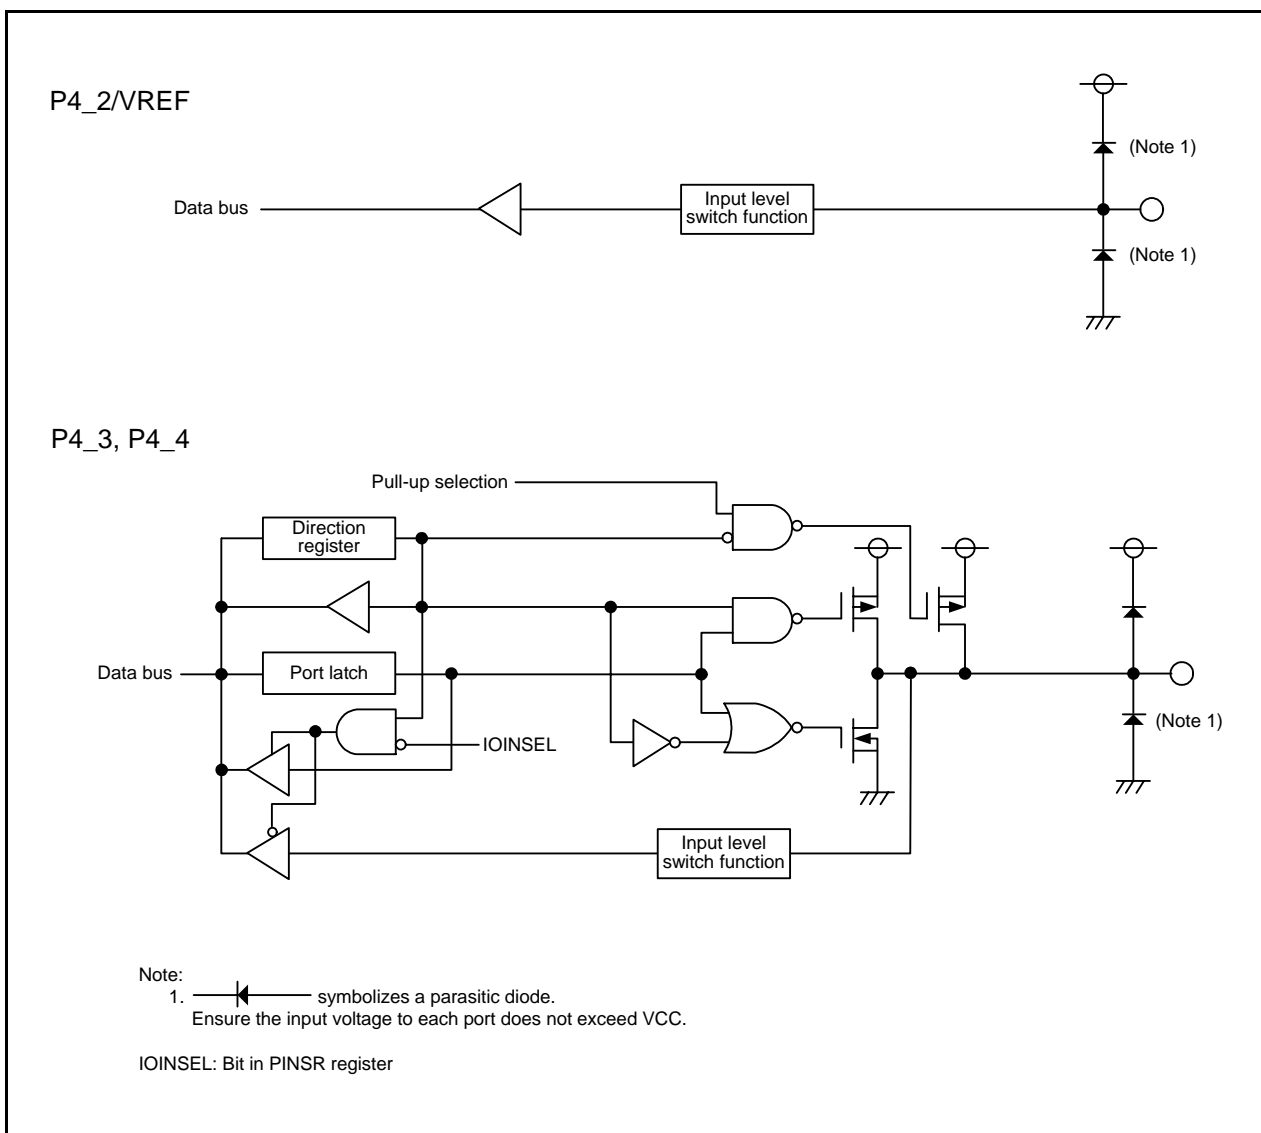 P4_2/VREF
(Note 1)
Data bus
Input level
switch function
(Note 1)
P4_3, P4_4
Pull-up selection
Direction
register
Data bus
Port latch
IOINSEL
(Note 1)
Input level
switch function
Note:
1. symbolizes a parasitic diode.
Ensure the input voltage to each port does not exceed VCC.
IOINSEL: Bit in PINSR register